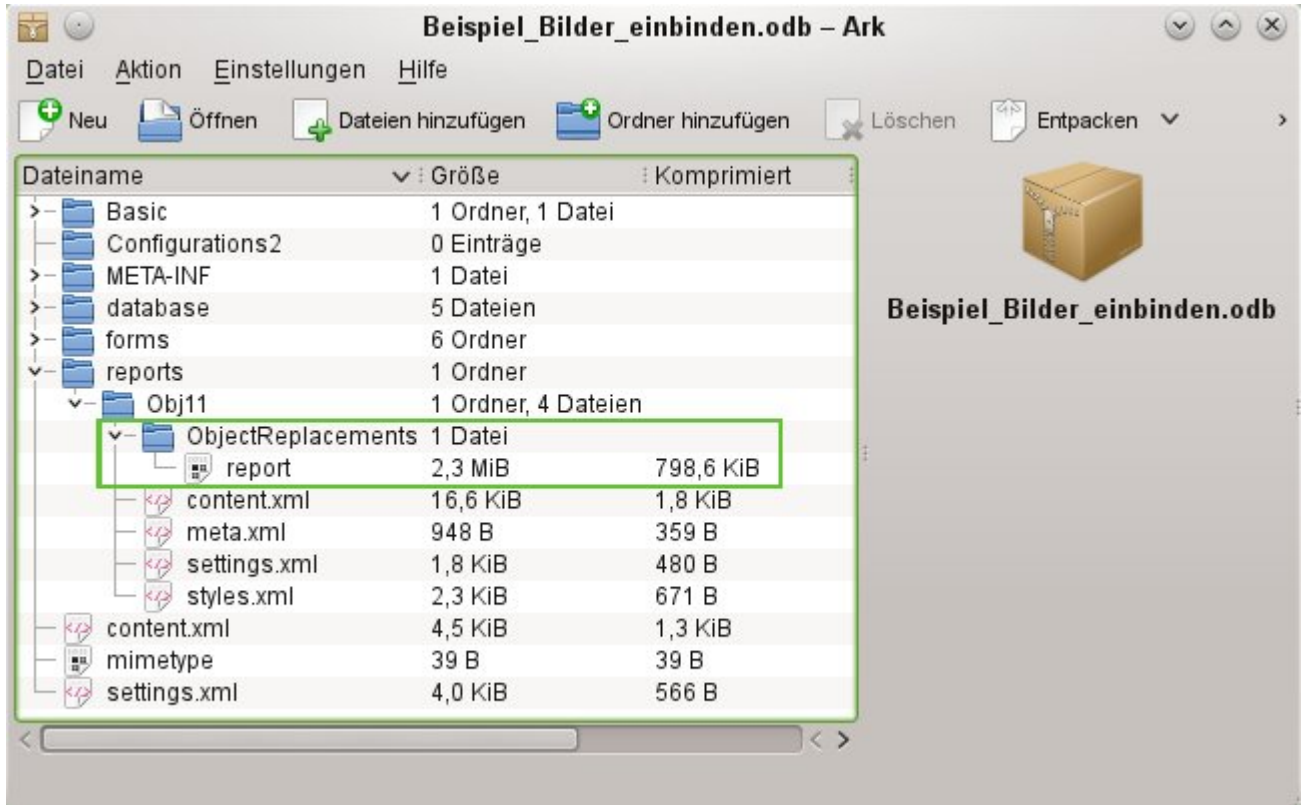 Beispiel_Bilder_einbinden.odb – Ark
Datei Aktion Einstellungen Hilfe
Neu Öffnen Dateien hinzufügen Ordner hinzufügen Löschen Entpacken
Dateiname Größe Komprimiert
Basic 1 Ordner, 1 Datei
Configurations2 0 Einträge
META-INF 1 Datei
database 5 Dateien
forms 6 Ordner
reports 1 Ordner
Obj11 1 Ordner, 4 Dateien
ObjectReplacements 1 Datei
report 2,3 MiB 798,6 KiB
content.xml 16,6 KiB 1,8 KiB
meta.xml 948 B 359 B
settings.xml 1,8 KiB 480 B
styles.xml 2,3 KiB 671 B
content.xml 4,5 KiB 1,3 KiB
mimetype 39 B 39 B
settings.xml 4,0 KiB 566 B
Beispiel_Bilder_einbinden.odb